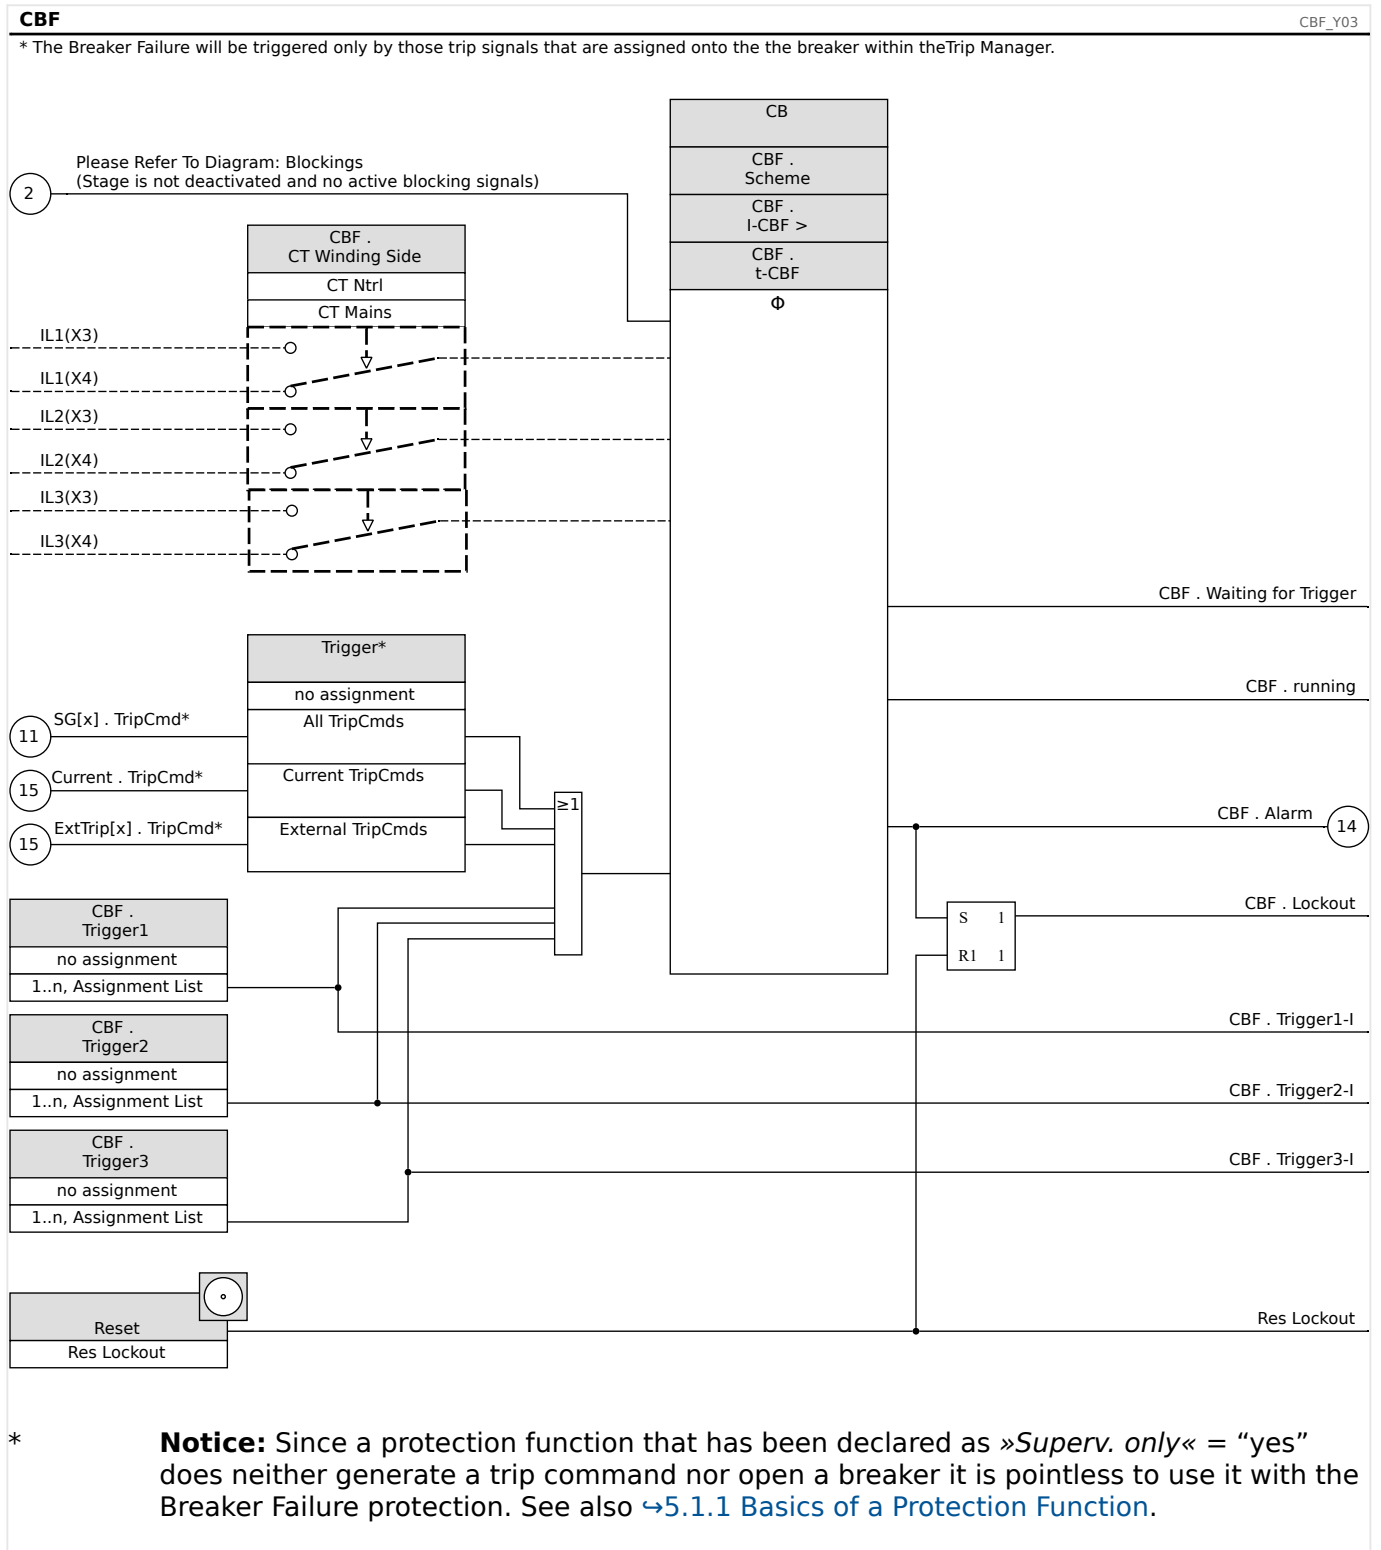 CBF
CBF_Y03
* The Breaker Failure will be triggered only by those trip signals that are assigned onto the the breaker within theTrip Manager.
CB
CBF .
Scheme
CBF .
I-CBF >
CBF .
t-CBF
Φ
Please Refer To Diagram: Blockings
(Stage is not deactivated and no active blocking signals)
2
CBF .
CT Winding Side
CT Ntrl
CT Mains
IL1(X3)
IL1(X4)
IL2(X3)
IL2(X4)
IL3(X3)
IL3(X4)
CBF . Waiting for Trigger
CBF . running
Trigger*
no assignment
All TripCmds
Current TripCmds
External TripCmds
11
SG[x] . TripCmd*
15
Current . TripCmd*
15
ExtTrip[x] . TripCmd*
≥1
CBF . Alarm
14
CBF . Lockout
S 1
R1 1
CBF .
Trigger1
no assignment
1..n, Assignment List
CBF . Trigger1-I
CBF .
Trigger2
no assignment
1..n, Assignment List
CBF . Trigger2-I
CBF .
Trigger3
no assignment
1..n, Assignment List
CBF . Trigger3-I
Reset
Res Lockout
Res Lockout
* Notice: Since a protection function that has been declared as »Superv. only« = “yes”
does neither generate a trip command nor open a breaker it is pointless to use it with the
Breaker Failure protection. See also ↪5.1.1 Basics of a Protection Function.